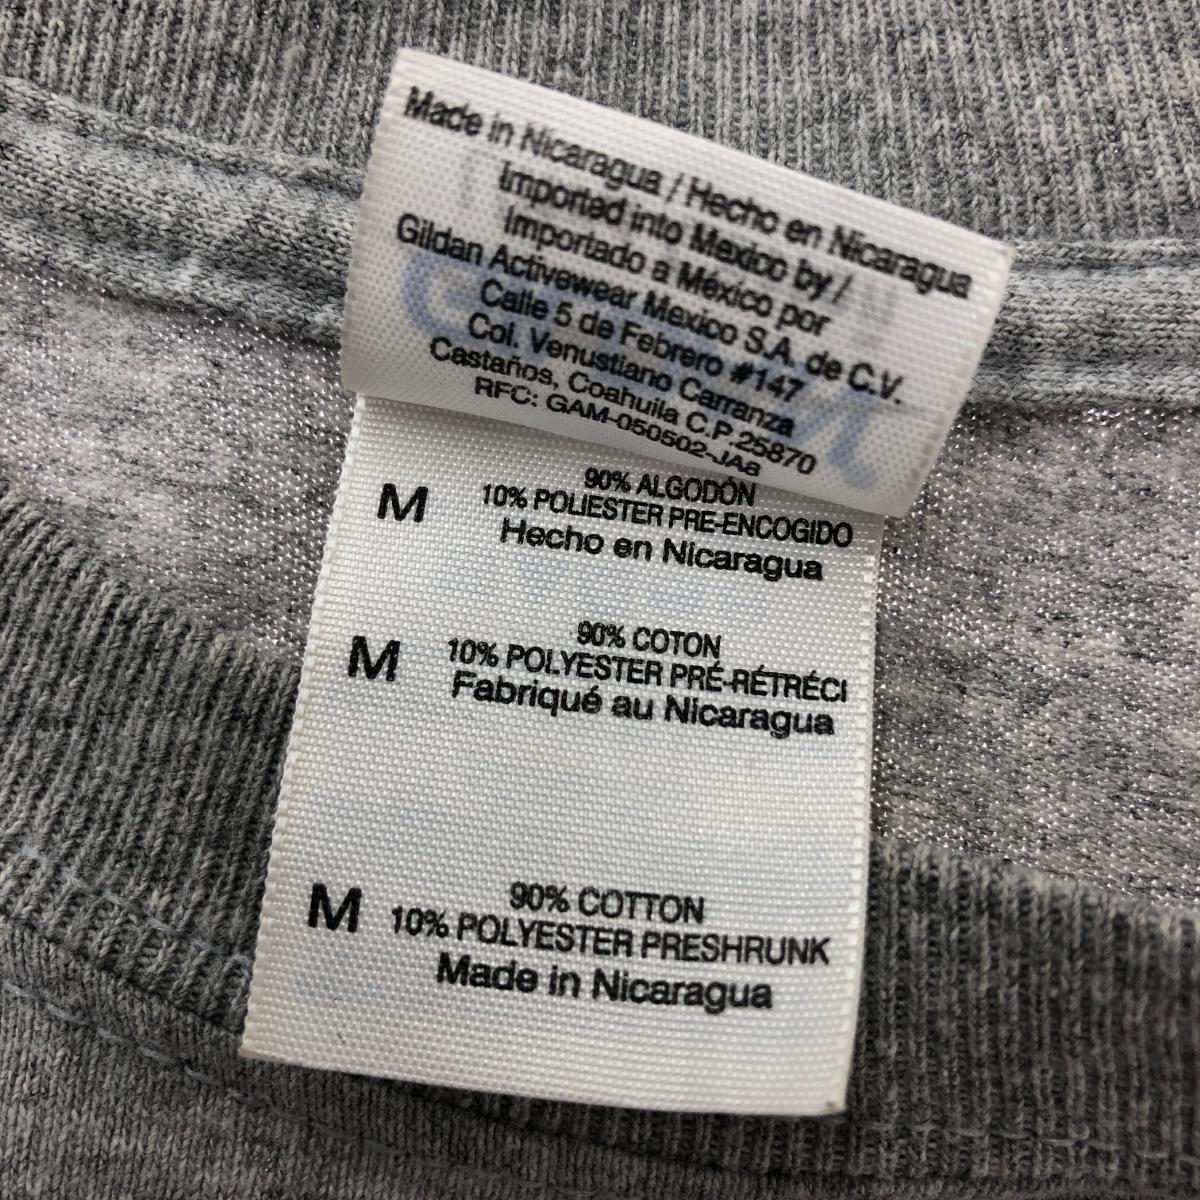 Made in Nicaragua / Hecho en Nicaragua
Imported into Mexico by /
Importado a México por
Gildan Activewear Mexico S.A. de C.V.
Calle 5 de Febrero #147
Col. Venustiano Carranza
Castaños, Coahuila C.P.25870
RFC: GAM-050502-JA8
M
90% ALGODÓN
10% POLIESTER PRE-ENCOGIDO
Hecho en Nicaragua
M
90% COTON
10% POLYESTER PRÉ-RÉTRÉCI
Fabriqué au Nicaragua
M
90% COTTON
10% POLYESTER PRESHRUNK
Made in Nicaragua